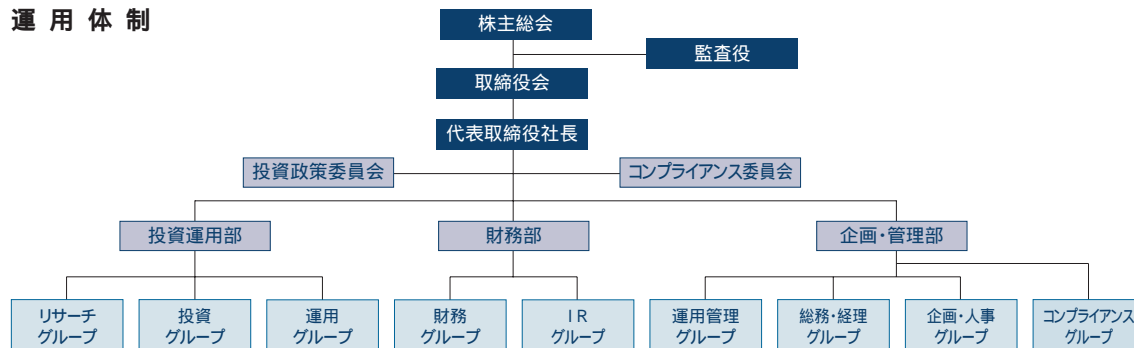 運用体制
株主総会
監査役
取締役会
代表取締役社長
投資政策委員会
コンプライアンス委員会
投資運用部
財務部
企画・管理部
リサーチ
グループ
投資
グループ
運用
グループ
財務
グループ
IR
グループ
運用管理
グループ
総務・経理
グループ
企画・人事
グループ
コンプライアンス
グループ